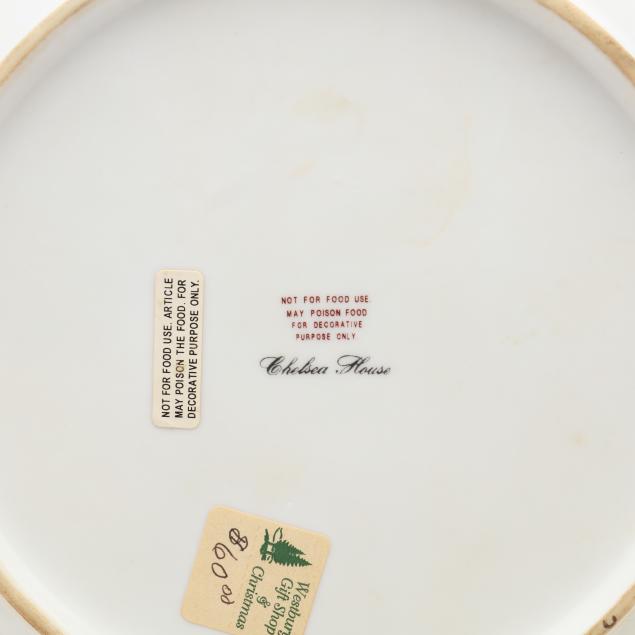 NOT FOR FOOD USE. ARTICLE
MAY POISON THE FOOD. FOR
DECORATIVE PURPOSE ONLY.
NOT FOR FOOD USE.
MAY POISON FOOD
FOR DECORATIVE
PURPOSE ONLY
Chelsea House
$60.00
Westbury
Gift Shop
&
Christmas